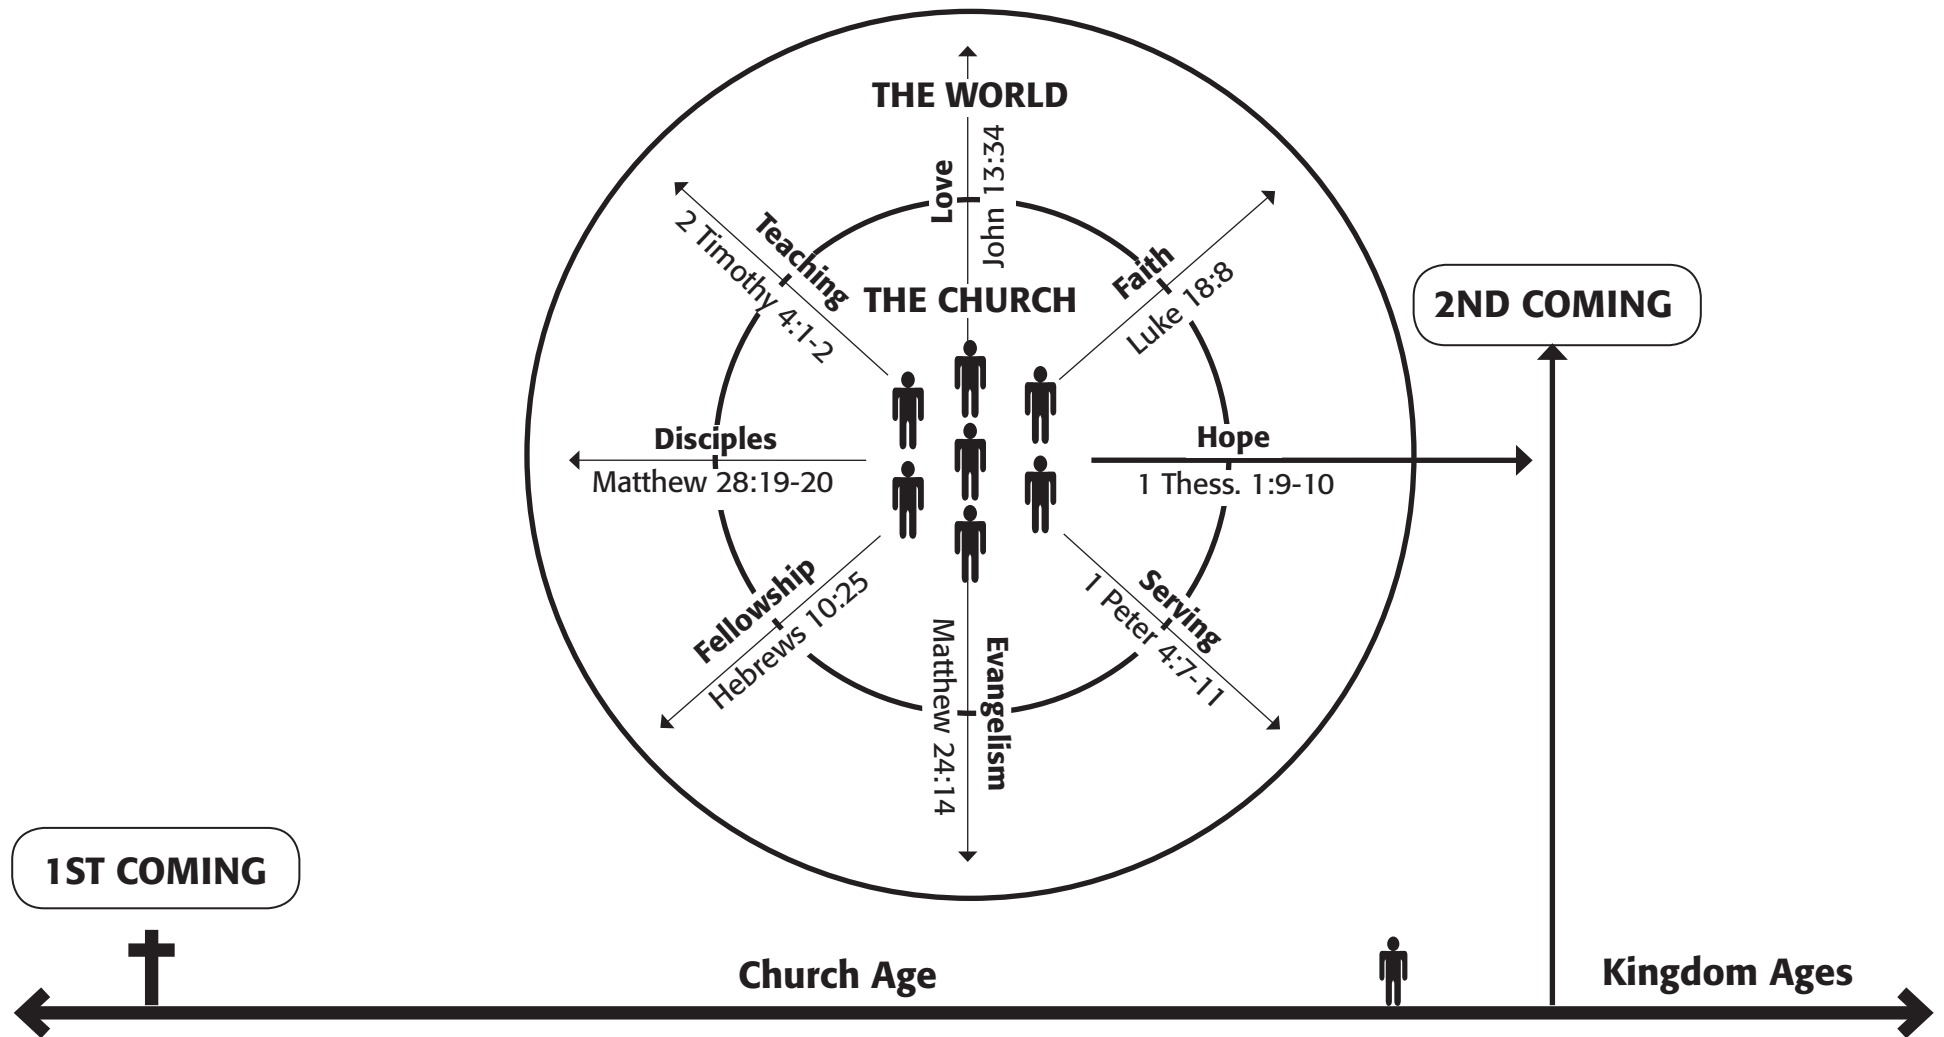 THE WORLD
Love
John 13:34
Teaching
2 Timothy 4:1-2
Faith
Luke 18:8
THE CHURCH
2ND COMING
Disciples
Matthew 28:19-20
Hope
1 Thess. 1:9-10
Fellowship
Hebrews 10:25
Serving
1 Peter 4:7-11
Evangelism
Matthew 24:14
1ST COMING
Church Age
Kingdom Ages